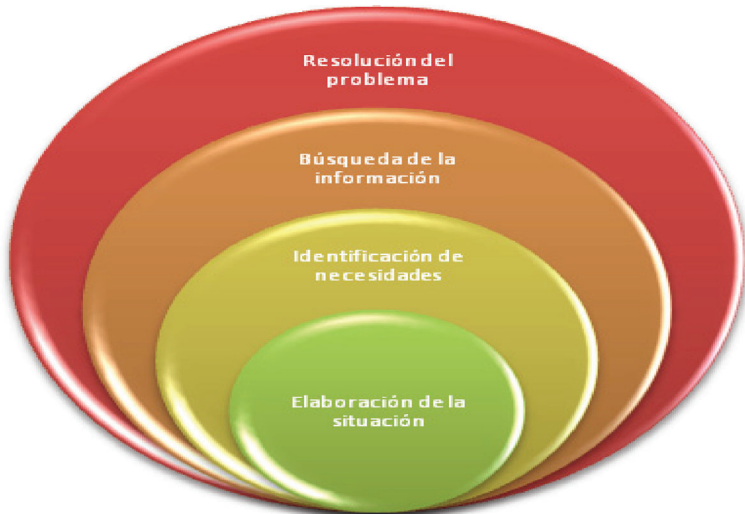 Resolución del
problema
Búsqueda de la
información
Identificación de
necesidades
Elaboración de la
situación